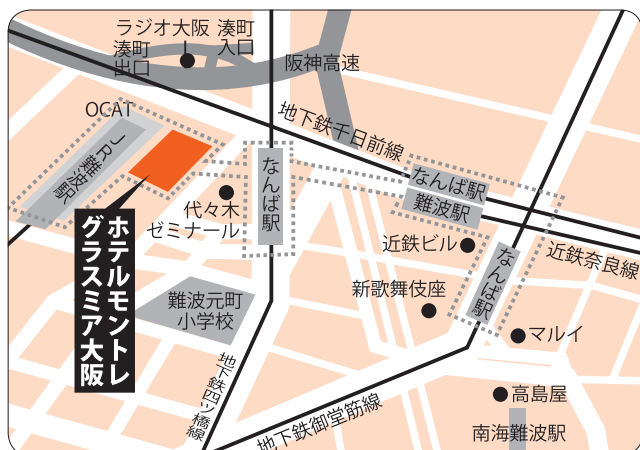 ラジオ大阪
湊町
入口
湊町
出口
阪神高速
OCAT
地下鉄千日前線
JR難波駅
なんば駅
なんば駅
難波駅
代々木
ゼミナール
近鉄ビル
近鉄奈良線
ホテルモントレ
グラスミア大阪
難波元町
小学校
新歌舞伎座
なんば駅
マルイ
地下鉄四ツ橋線
地下鉄御堂筋線
高島屋
南海難波駅